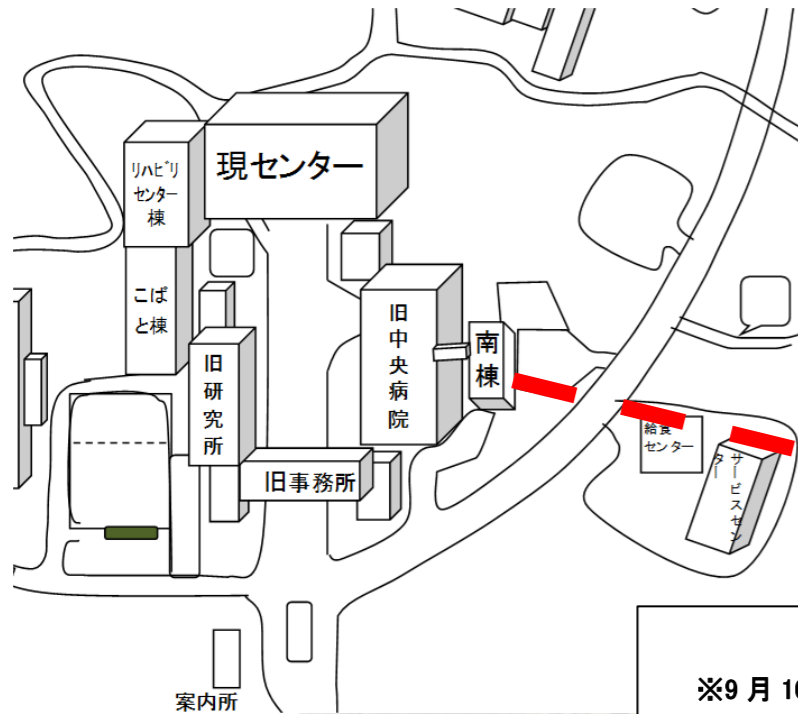 現センター
リハビリ
センター
棟
こばと棟
旧中央病院
南棟
旧研究所
給食
センター
サービスセンター
旧事務所
案内所
※9 月